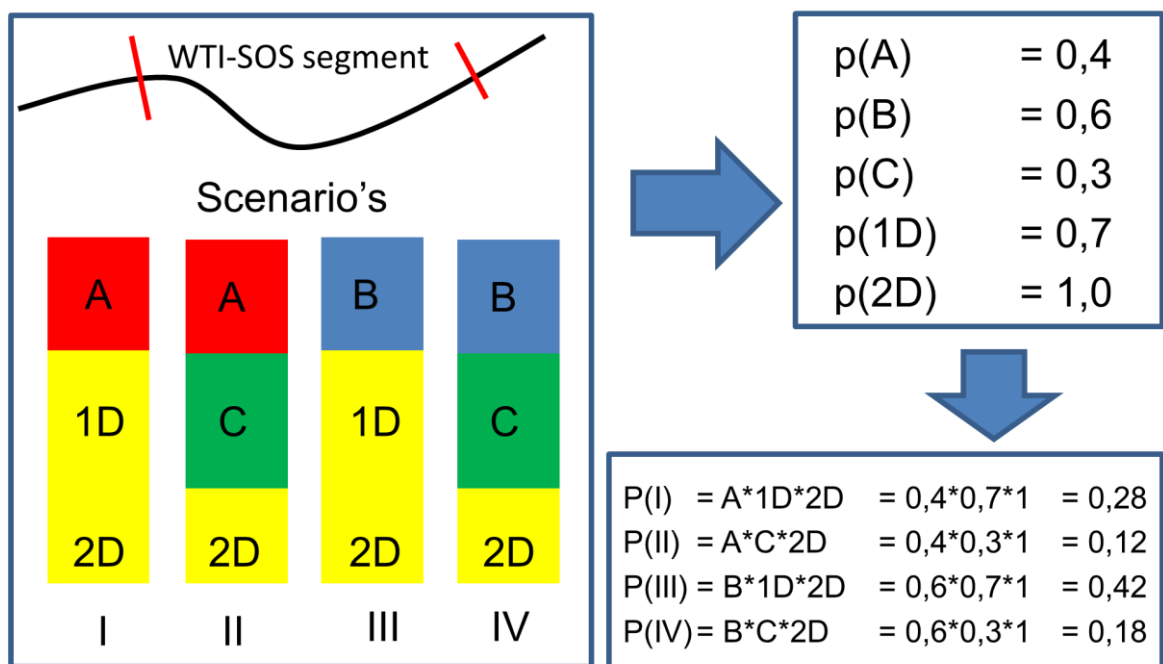 WTI-SOS segment
Scenario's
A A B B
1D C 1D C
2D 2D 2D 2D
I II III IV
p(A) = 0,4
p(B) = 0,6
p(C) = 0,3
p(1D) = 0,7
p(2D) = 1,0
P(I) = A*1D*2D = 0,4*0,7*1 = 0,28
P(II) = A*C*2D = 0,4*0,3*1 = 0,12
P(III) = B*1D*2D = 0,6*0,7*1 = 0,42
P(IV) = B*C*2D = 0,6*0,3*1 = 0,18